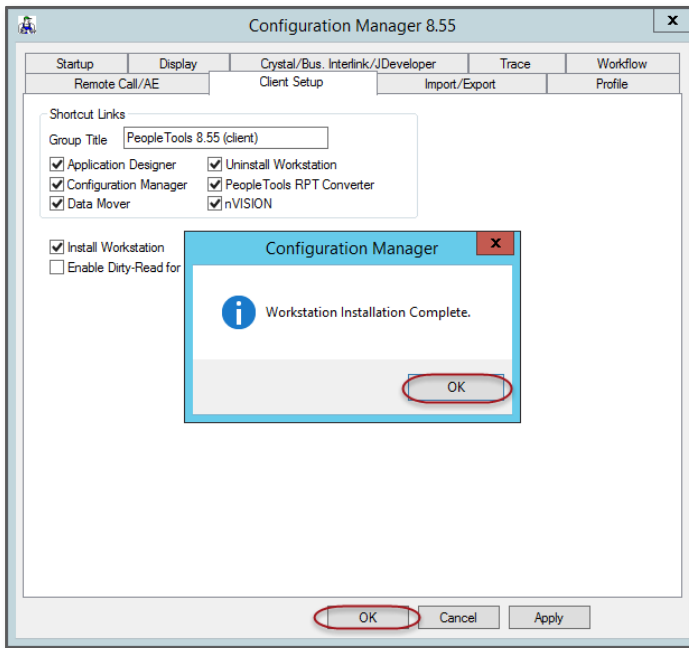 Configuration Manager 8.55
x
Startup Display Crystal/Bus. Interlink/JDeveloper Trace Workflow
Remote Call/AE Client Setup Import/Export Profile
Shortcut Links
Group Title PeopleTools 8.55 (client)
Application Designer Uninstall Workstation
Configuration Manager PeopleTools RPT Converter
Data Mover nVISION
Install Workstation
Enable Dirty-Read for
Configuration Manager
x
i
Workstation Installation Complete.
OK
OK Cancel Apply